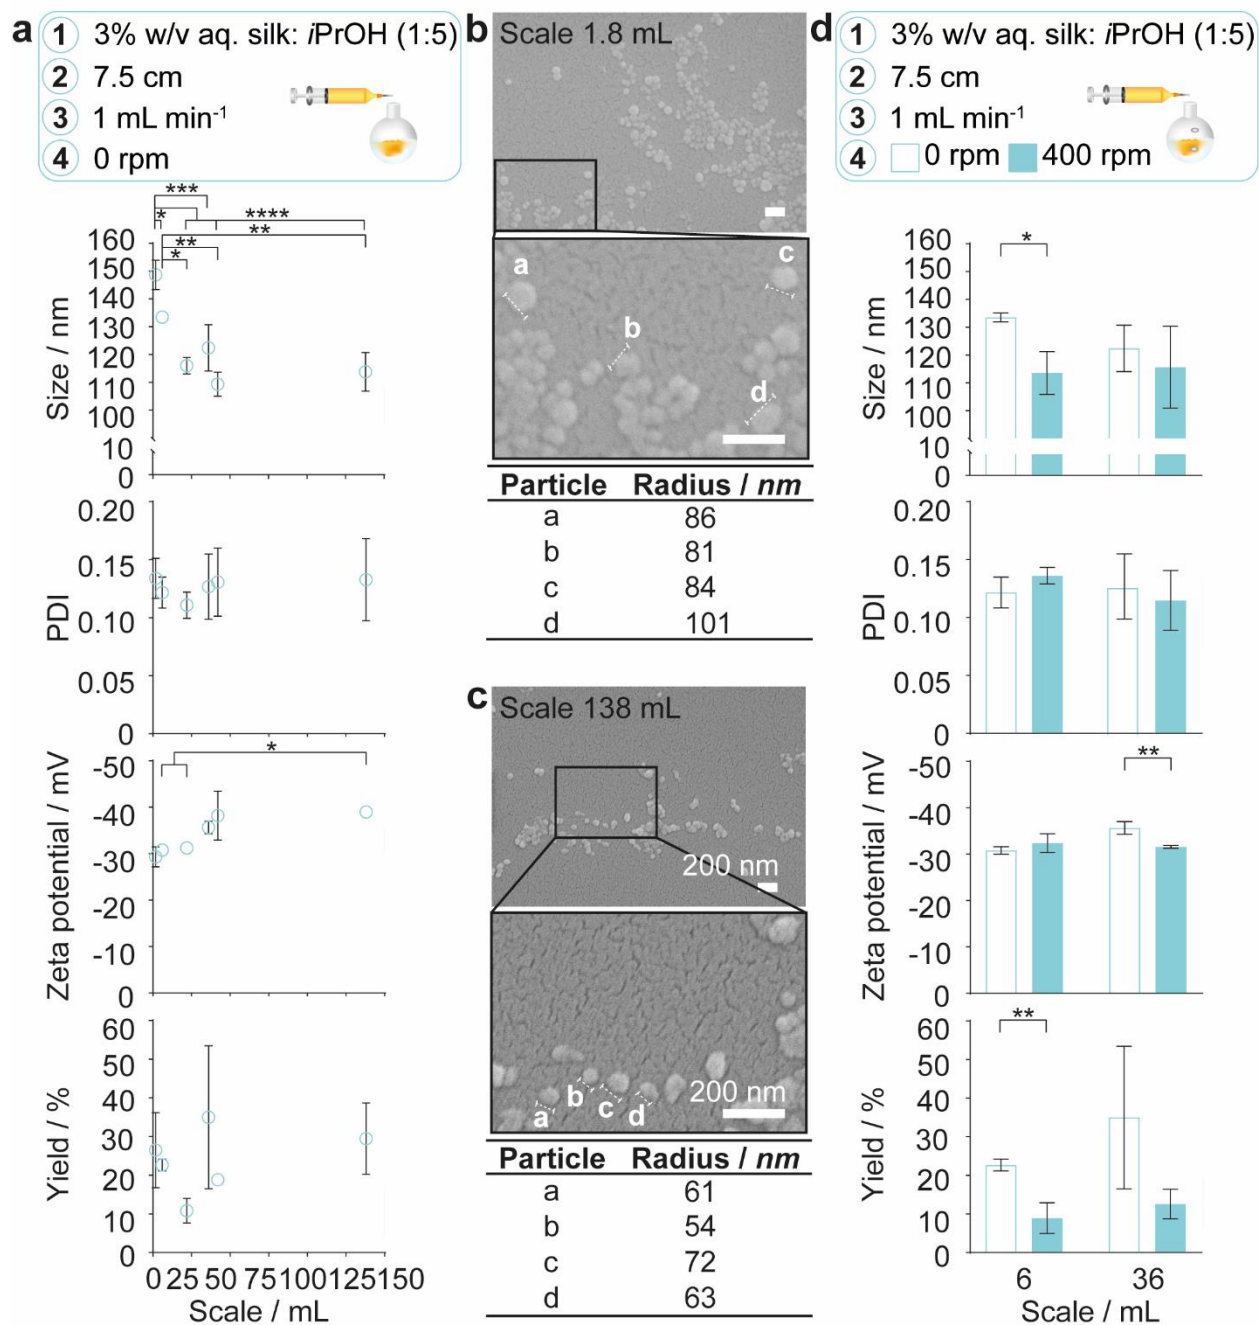 a
1 3% w/v aq. silk: iPrOH (1:5)
2 7.5 cm
3 1 mL min⁻¹
4 0 rpm
***
* ****
** **
*
160
150
140
130
120
110
100
10
0
Size / nm
0.20
0.15
0.10
0.05
0
PDI
*
-50
-40
-30
-20
-10
0
Zeta potential / mV
60
50
40
30
20
10
0
Yield / %
0 25 50 75 100 125 150
Scale / mL
b
Scale 1.8 mL
a
b
c
d
Particle Radius / nm
a 86
b 81
c 84
d 101
c
Scale 138 mL
200 nm
200 nm
a
b
c
d
Particle Radius / nm
a 61
b 54
c 72
d 63
d
1 3% w/v aq. silk: iPrOH (1:5)
2 7.5 cm
3 1 mL min⁻¹
4 0 rpm 400 rpm
*
160
150
140
130
120
110
100
10
0
Size / nm
0.20
0.15
0.10
0.05
0
PDI
**
-50
-40
-30
-20
-10
0
Zeta potential / mV
**
60
50
40
30
20
10
0
Yield / %
6 36
Scale / mL